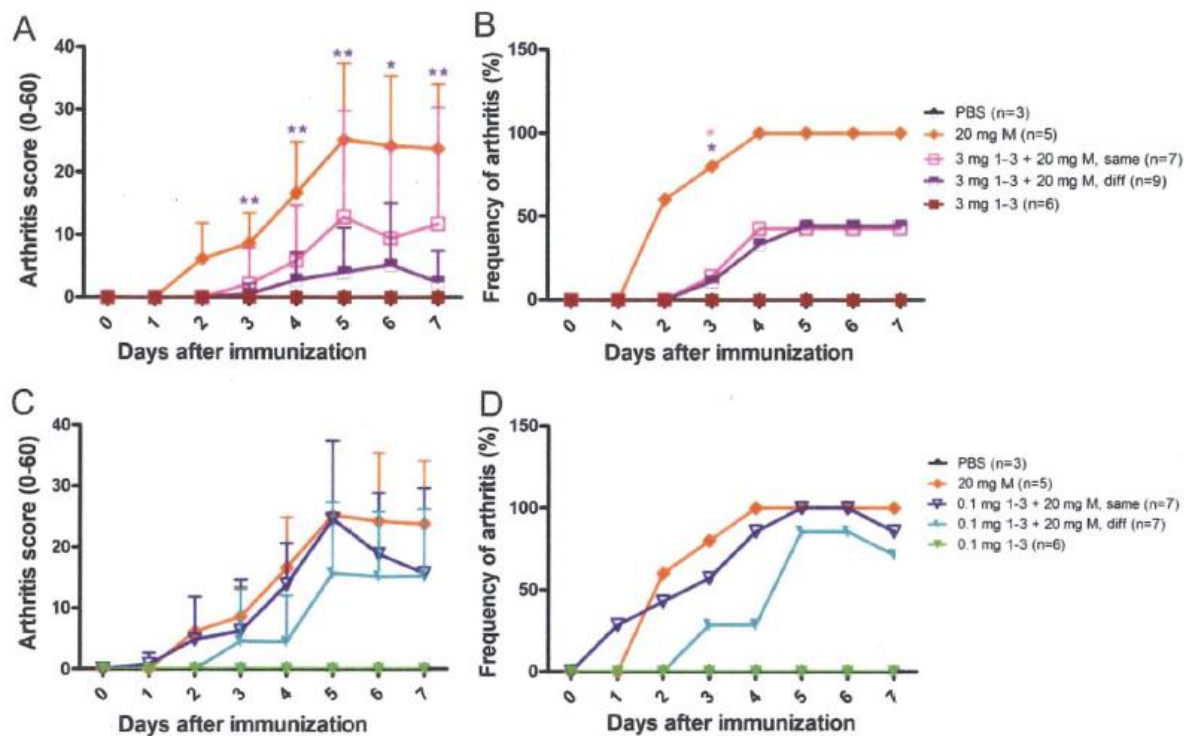 A
Arthritis score (0-60)
40
30
20
10
0
**
**
**
*
**
0 1 2 3 4 5 6 7
Days after immunization
B
Frequency of arthritis (%)
150
100
50
0
*
*
0 1 2 3 4 5 6 7
Days after immunization
PBS (n=3)
20 mg M (n=5)
3 mg 1-3 + 20 mg M, same (n=7)
3 mg 1-3 + 20 mg M, diff (n=9)
3 mg 1-3 (n=6)
C
Arthritis score (0-60)
40
30
20
10
0
0 1 2 3 4 5 6 7
Days after immunization
D
Frequency of arthritis (%)
150
100
50
0
0 1 2 3 4 5 6 7
Days after immunization
PBS (n=3)
20 mg M (n=5)
0.1 mg 1-3 + 20 mg M, same (n=7)
0.1 mg 1-3 + 20 mg M, diff (n=7)
0.1 mg 1-3 (n=6)